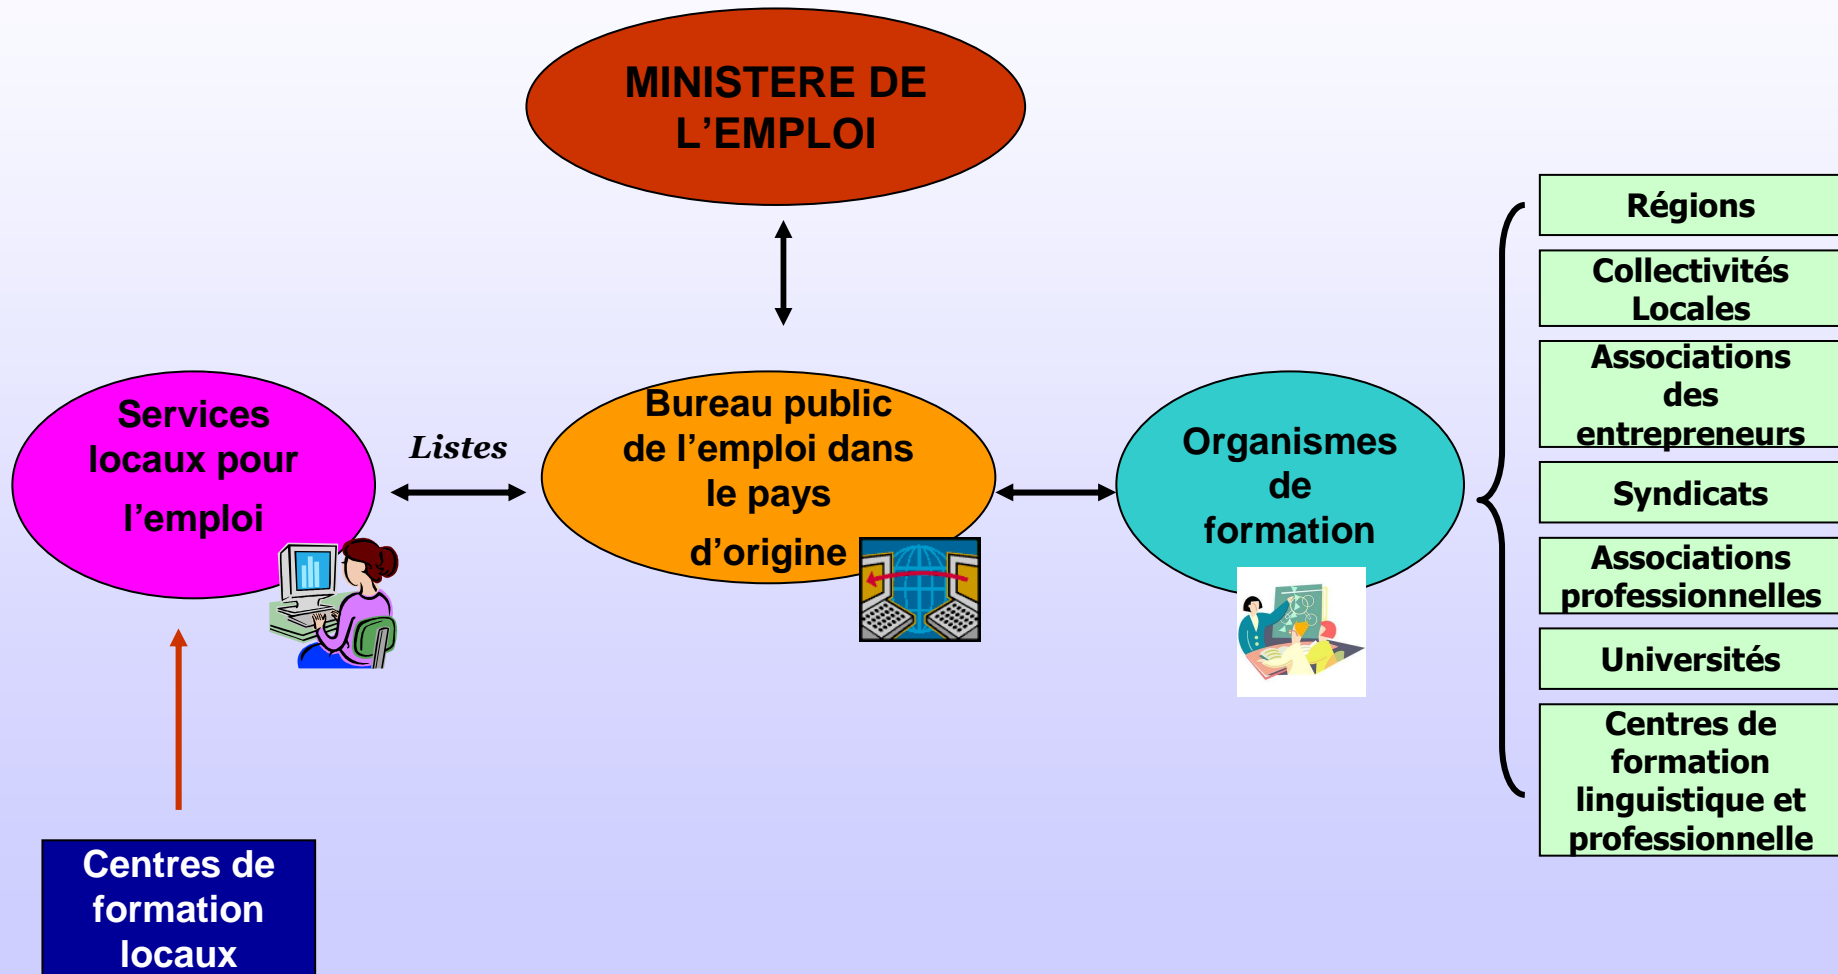 MINISTERE DE
L’EMPLOI
Services
locaux pour
l’emploi
Listes
Bureau public
de l’emploi dans
le pays
d’origine
Organismes
de
formation
Régions
Collectivités
Locales
Associations
des
entrepreneurs
Syndicats
Associations
professionnelles
Universités
Centres de
formation
linguistique et
professionnelle
Centres de
formation
locaux